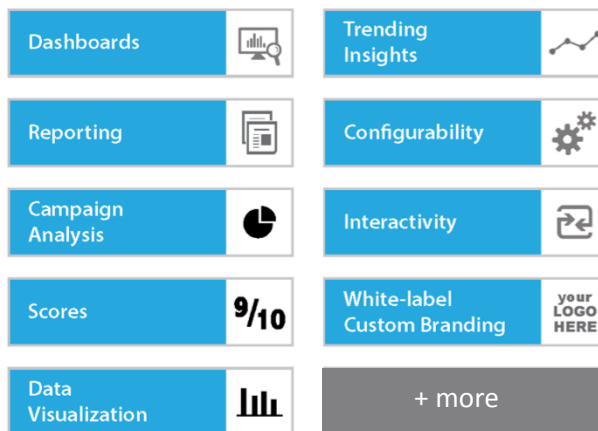 Dashboards
Reporting
Campaign
Analysis
Scores
9/10
Data
Visualization
Trending
Insights
Configurability
Interactivity
White-label
Custom Branding
your
LOGO
HERE
+ more